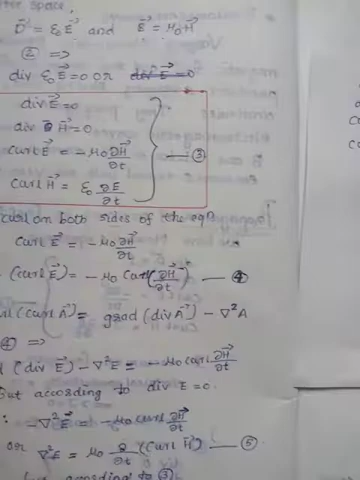 space,
D⃗ = ε₀E⃗ and E⃗ = μ₀H⃗
② =>
div ε₀E⃗ = 0 or div E⃗ = 0
div E⃗ = 0
div H⃗ = 0
curl E⃗ = -μ₀ ∂H⃗/∂t ③
curl H⃗ = ε₀ ∂E/∂t
curl on both sides of the eqn
curl E⃗ = -μ₀ ∂H⃗/∂t
(curl E⃗) = -μ₀ curl(∂H⃗/∂t) — ④
(curl A⃗) = grad (div A⃗) - ∇²A
④ =>
(div E⃗) - ∇²E = -μ₀ curl ∂H⃗/∂t
But according to div E = 0.
: -∇²E⃗ = -μ₀ curl ∂H⃗/∂t
or ∇²E = μ₀ ∂/∂t (curl H⃗) — ⑤
according to ③